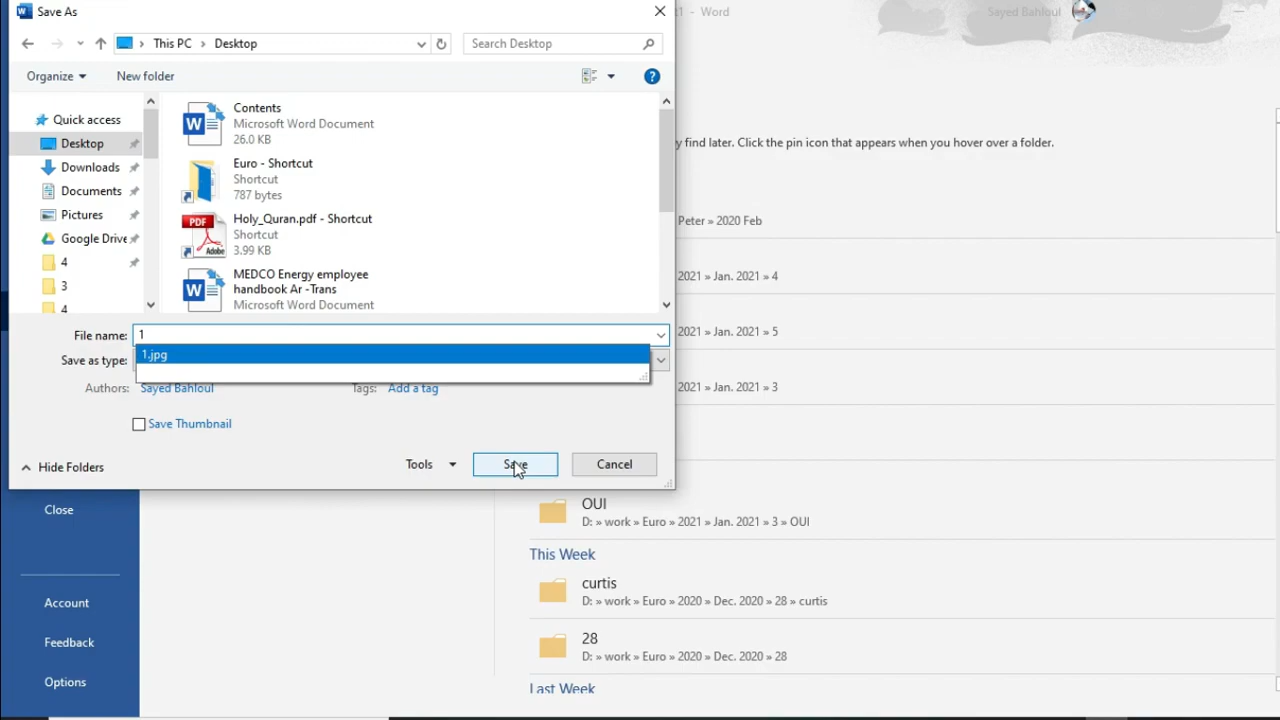 Save As
1 - Word
Sayed Bahloul
This PC
Desktop
Search Desktop
Organize
New folder
Quick access
Desktop
Downloads
Documents
Pictures
Google Drive
4
3
4
Contents
Microsoft Word Document
26.0 KB
Euro - Shortcut
Shortcut
787 bytes
PDF
Adobe
Holy_Quran.pdf - Shortcut
Shortcut
3.99 KB
MEDCO Energy employee
handbook Ar -Trans
Microsoft Word Document
File name: 1
1.jpg
Save as type:
Authors: Sayed Bahloul
Tags: Add a tag
Save Thumbnail
Hide Folders
Tools
Save
Cancel
y find later. Click the pin icon that appears when you hover over a folder.
Peter » 2020 Feb
2021 » Jan. 2021 » 4
2021 » Jan. 2021 » 5
2021 » Jan. 2021 » 3
OUI
D: » work » Euro » 2021 » Jan. 2021 » 3 » OUI
This Week
curtis
D: » work » Euro » 2020 » Dec. 2020 » 28 » curtis
28
D: » work » Euro » 2020 » Dec. 2020 » 28
Last Week
Close
Account
Feedback
Options